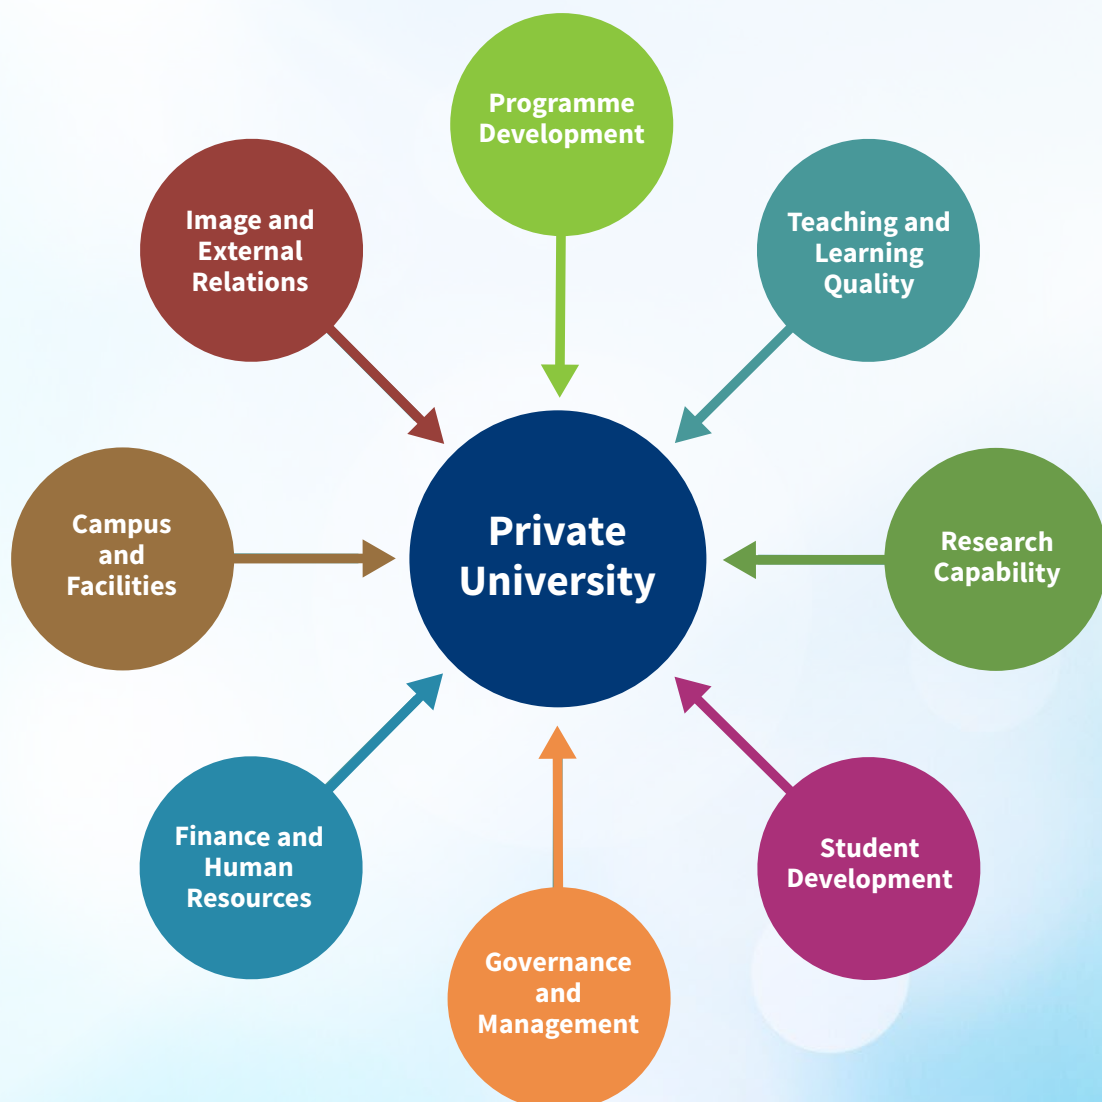 Programme
Development
Image and
External
Relations
Teaching and
Learning
Quality
Campus
and
Facilities
Private
University
Research
Capability
Finance and
Human
Resources
Student
Development
Governance
and
Management